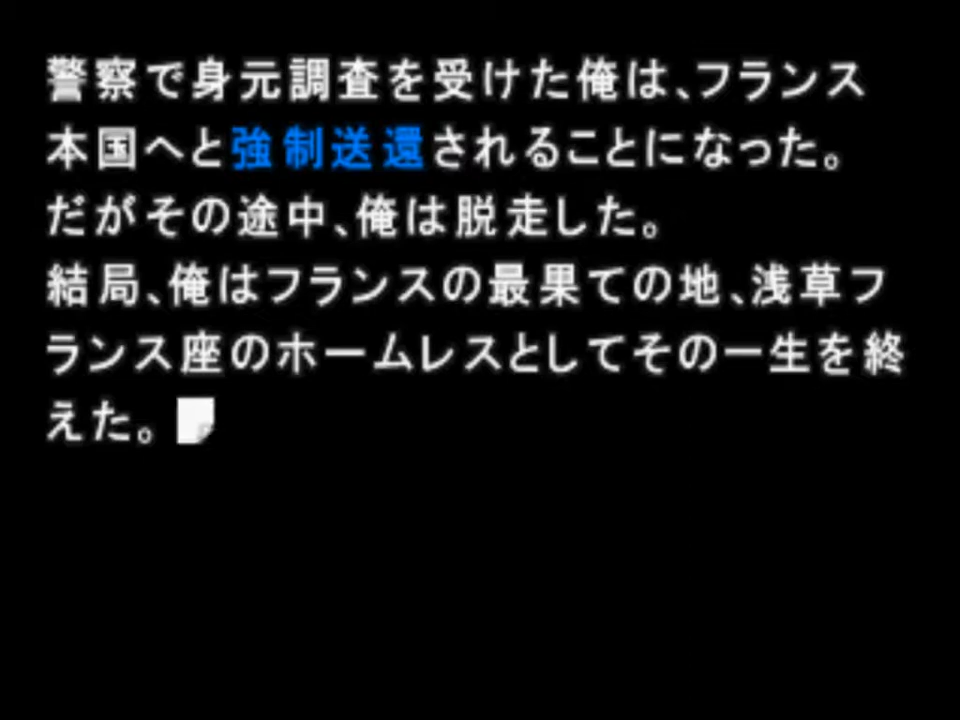 警察で身元調査を受けた俺は、フランス
本国へと強制送還されることになった。
だがその途中、俺は脱走した。
結局、俺はフランスの最果ての地、浅草フ
ランス座のホームレスとしてその一生を終
えた。